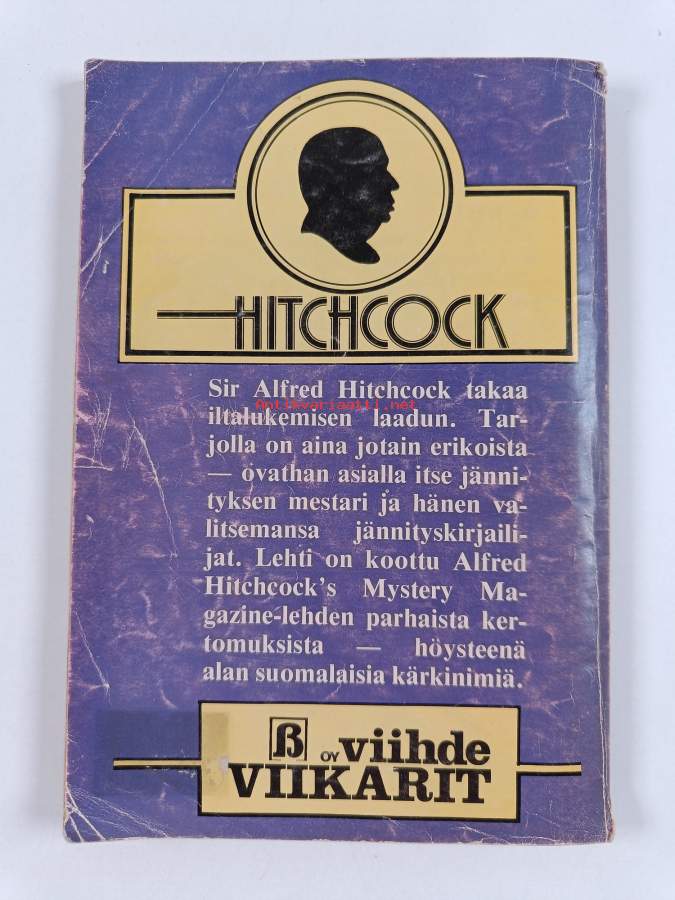 HITCHCOCK
Sir Alfred Hitchcock takaa
Antikvariaatti.net
iltalukemisen laadun. Tar-
jolla on aina jotain erikoista
— ovathan asialla itse jänni-
tyksen mestari ja hänen va-
litsemansa jännityskirjaili-
jat. Lehti on koottu Alfred
Hitchcock's Mystery Ma-
gazine-lehden parhaista ker-
tomuksista — höysteenä
alan suomalaisia kärkinimiä.
ß OY viihde
VIIKARIT